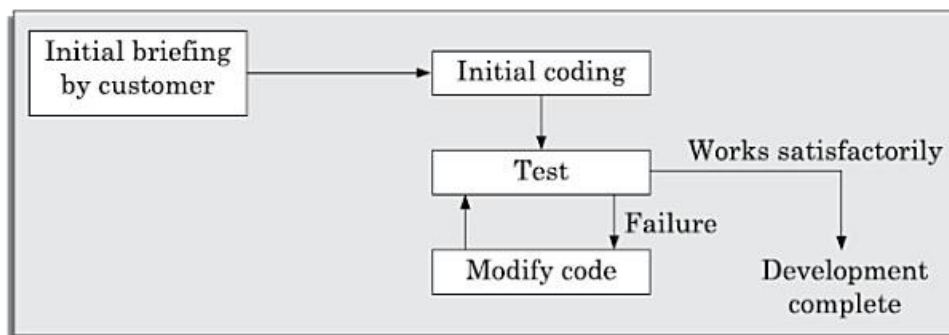 Initial briefing
by customer
Initial coding
Test
Works satisfactorily
Failure
Modify code
Development
complete